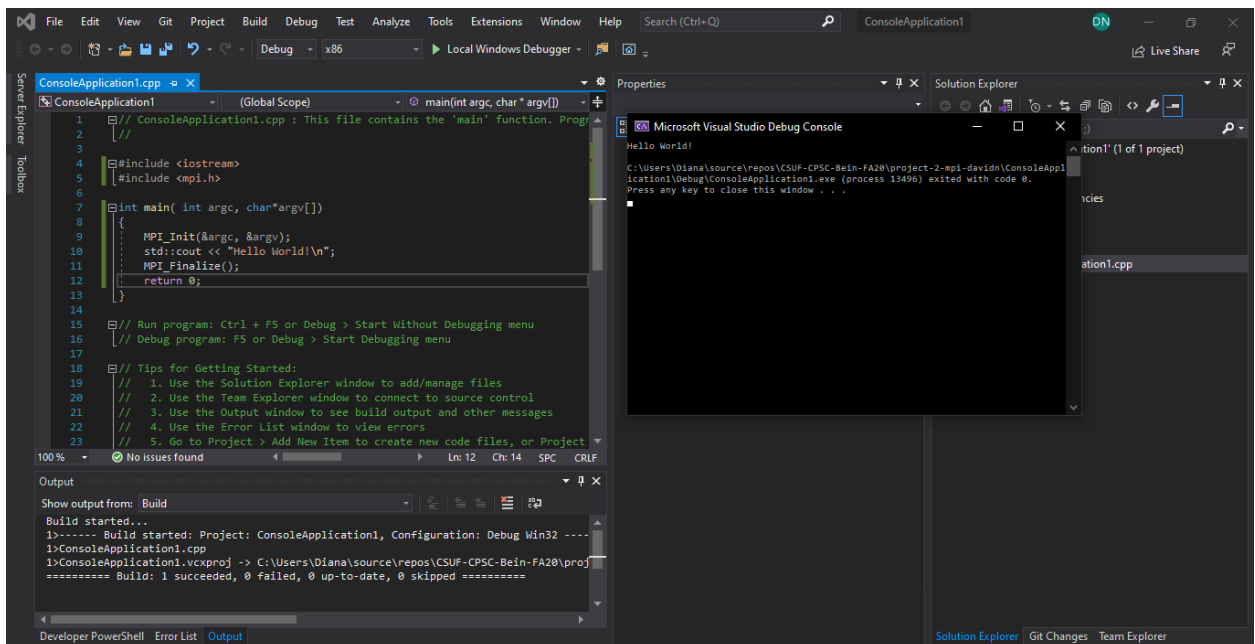 File Edit View Git Project Build Debug Test Analyze Tools Extensions Window Help Search (Ctrl+Q) ConsoleApplication1 DN
Debug x86 Local Windows Debugger Live Share
Server Explorer
Toolbox
ConsoleApplication1.cpp
ConsoleApplication1 (Global Scope) main(int argc, char * argv[])
1 // ConsoleApplication1.cpp : This file contains the 'main' function. Progr
2 //
3
4 #include <iostream>
5 #include <mpi.h>
6
7 int main( int argc, char*argv[])
8 {
9 MPI_Init(&argc, &argv);
10 std::cout << "Hello World!\n";
11 MPI_Finalize();
12 return 0;
13 }
14
15 // Run program: Ctrl + F5 or Debug > Start Without Debugging menu
16 // Debug program: F5 or Debug > Start Debugging menu
17
18 // Tips for Getting Started:
19 // 1. Use the Solution Explorer window to add/manage files
20 // 2. Use the Team Explorer window to connect to source control
21 // 3. Use the Output window to see build output and other messages
22 // 4. Use the Error List window to view errors
23 // 5. Go to Project > Add New Item to create new code files, or Project
100 % No issues found Ln: 12 Ch: 14 SPC CRLF
Output
Show output from: Build
Build started...
1>------ Build started: Project: ConsoleApplication1, Configuration: Debug Win32 ----
1>ConsoleApplication1.cpp
1>ConsoleApplication1.vcxproj -> C:\Users\Diana\source\repos\CSUF-CPSC-Bein-FA20\proj
========== Build: 1 succeeded, 0 failed, 0 up-to-date, 0 skipped ==========
Developer PowerShell Error List Output
Properties
Microsoft Visual Studio Debug Console
Hello World!
C:\Users\Diana\source\repos\CSUF-CPSC-Bein-FA20\project-2-mpi-davidn\ConsoleAppl
ication1\Debug\ConsoleApplication1.exe (process 13496) exited with code 0.
Press any key to close this window . . .
Solution Explorer
;)
tion1' (1 of 1 project)
ncies
ation1.cpp
Solution Explorer Git Changes Team Explorer